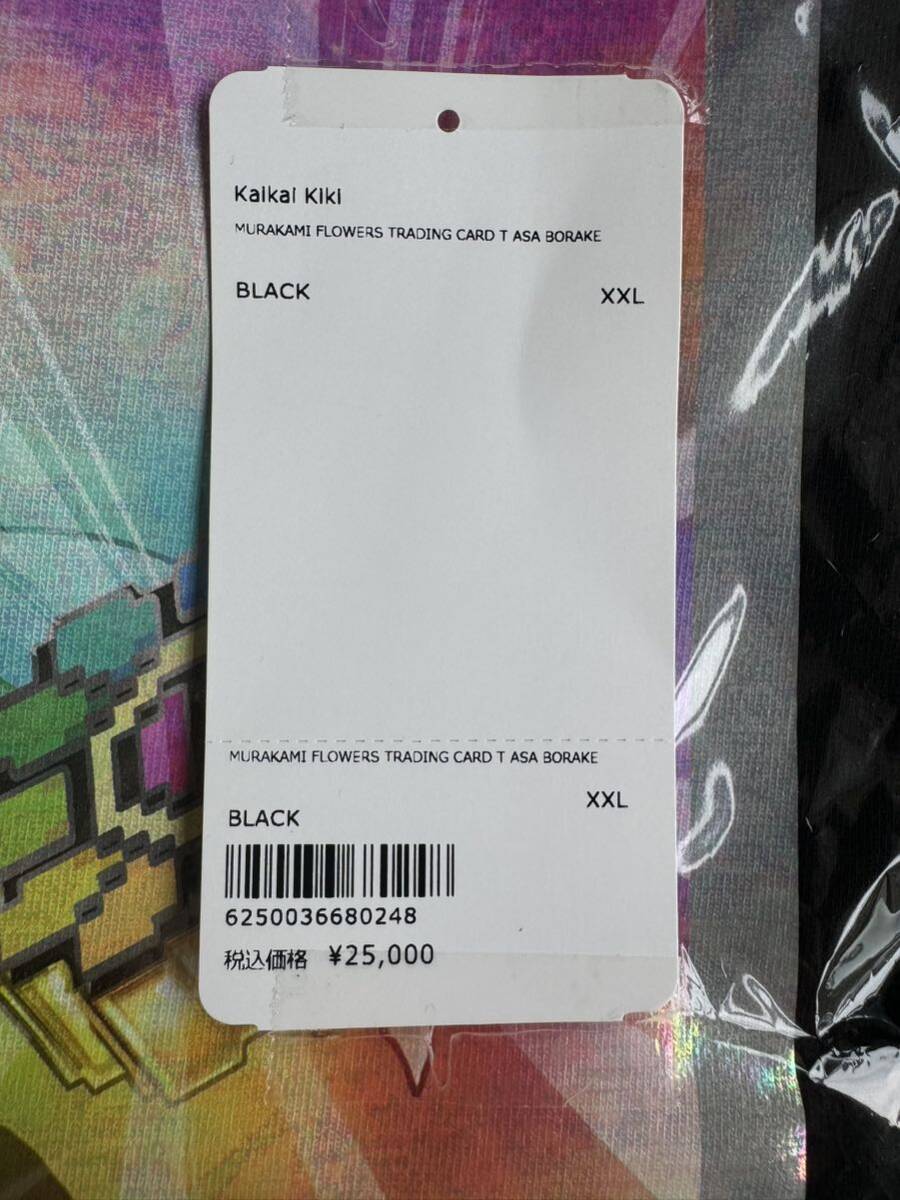 Kaikai Kiki
MURAKAMI FLOWERS TRADING CARD T ASA BORAKE
BLACK XXL
MURAKAMI FLOWERS TRADING CARD T ASA BORAKE
XXL
BLACK
6250036680248
税込価格 ¥25,000